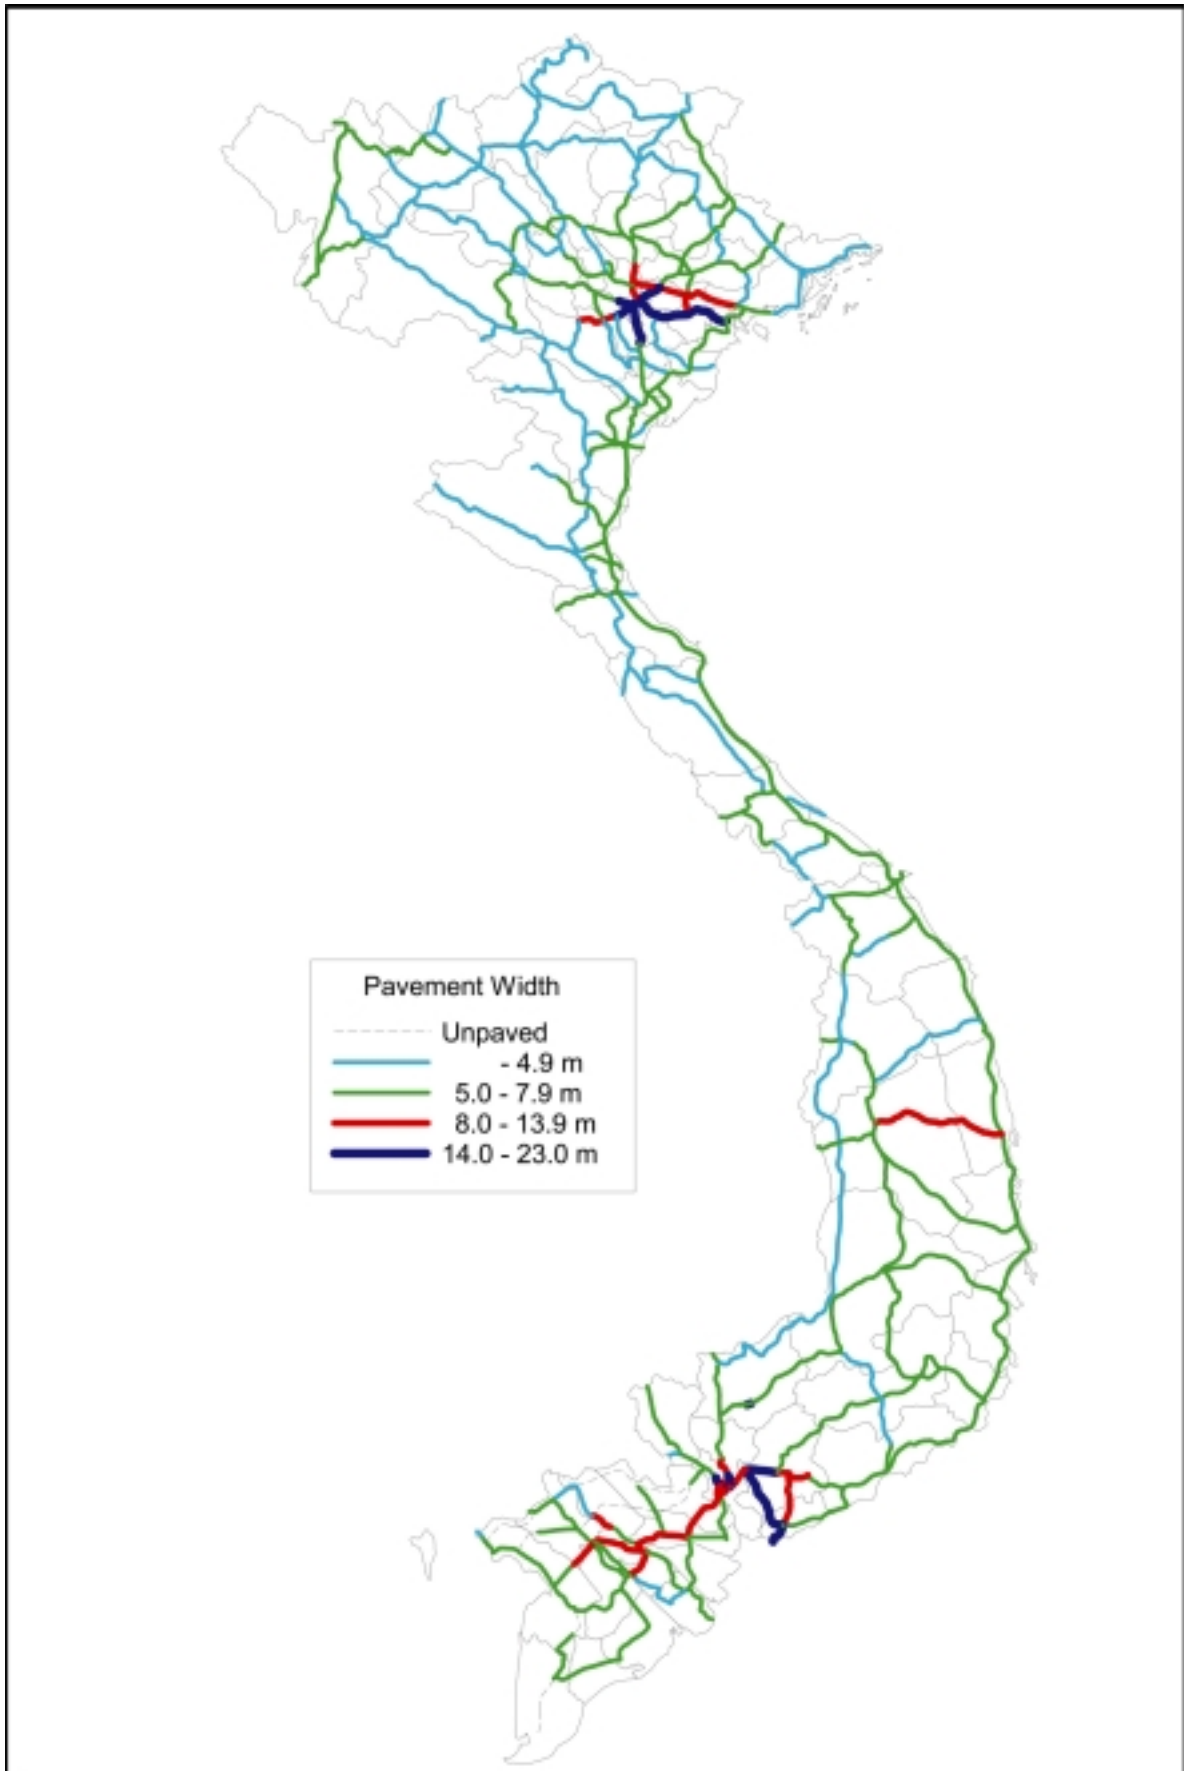 Pavement Width
Unpaved
- 4.9 m
5.0 - 7.9 m
8.0 - 13.9 m
14.0 - 23.0 m